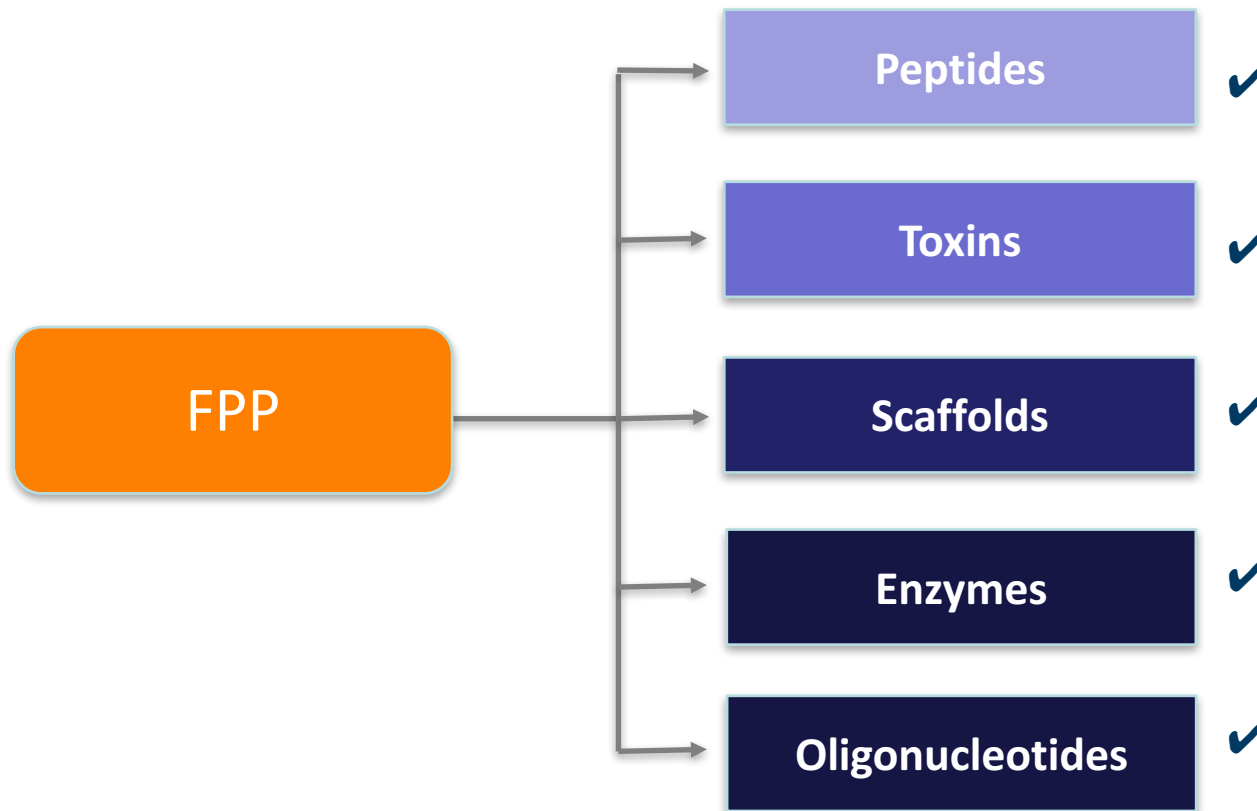 Peptides
Toxins
FPP
Scaffolds
Enzymes
Oligonucleotides